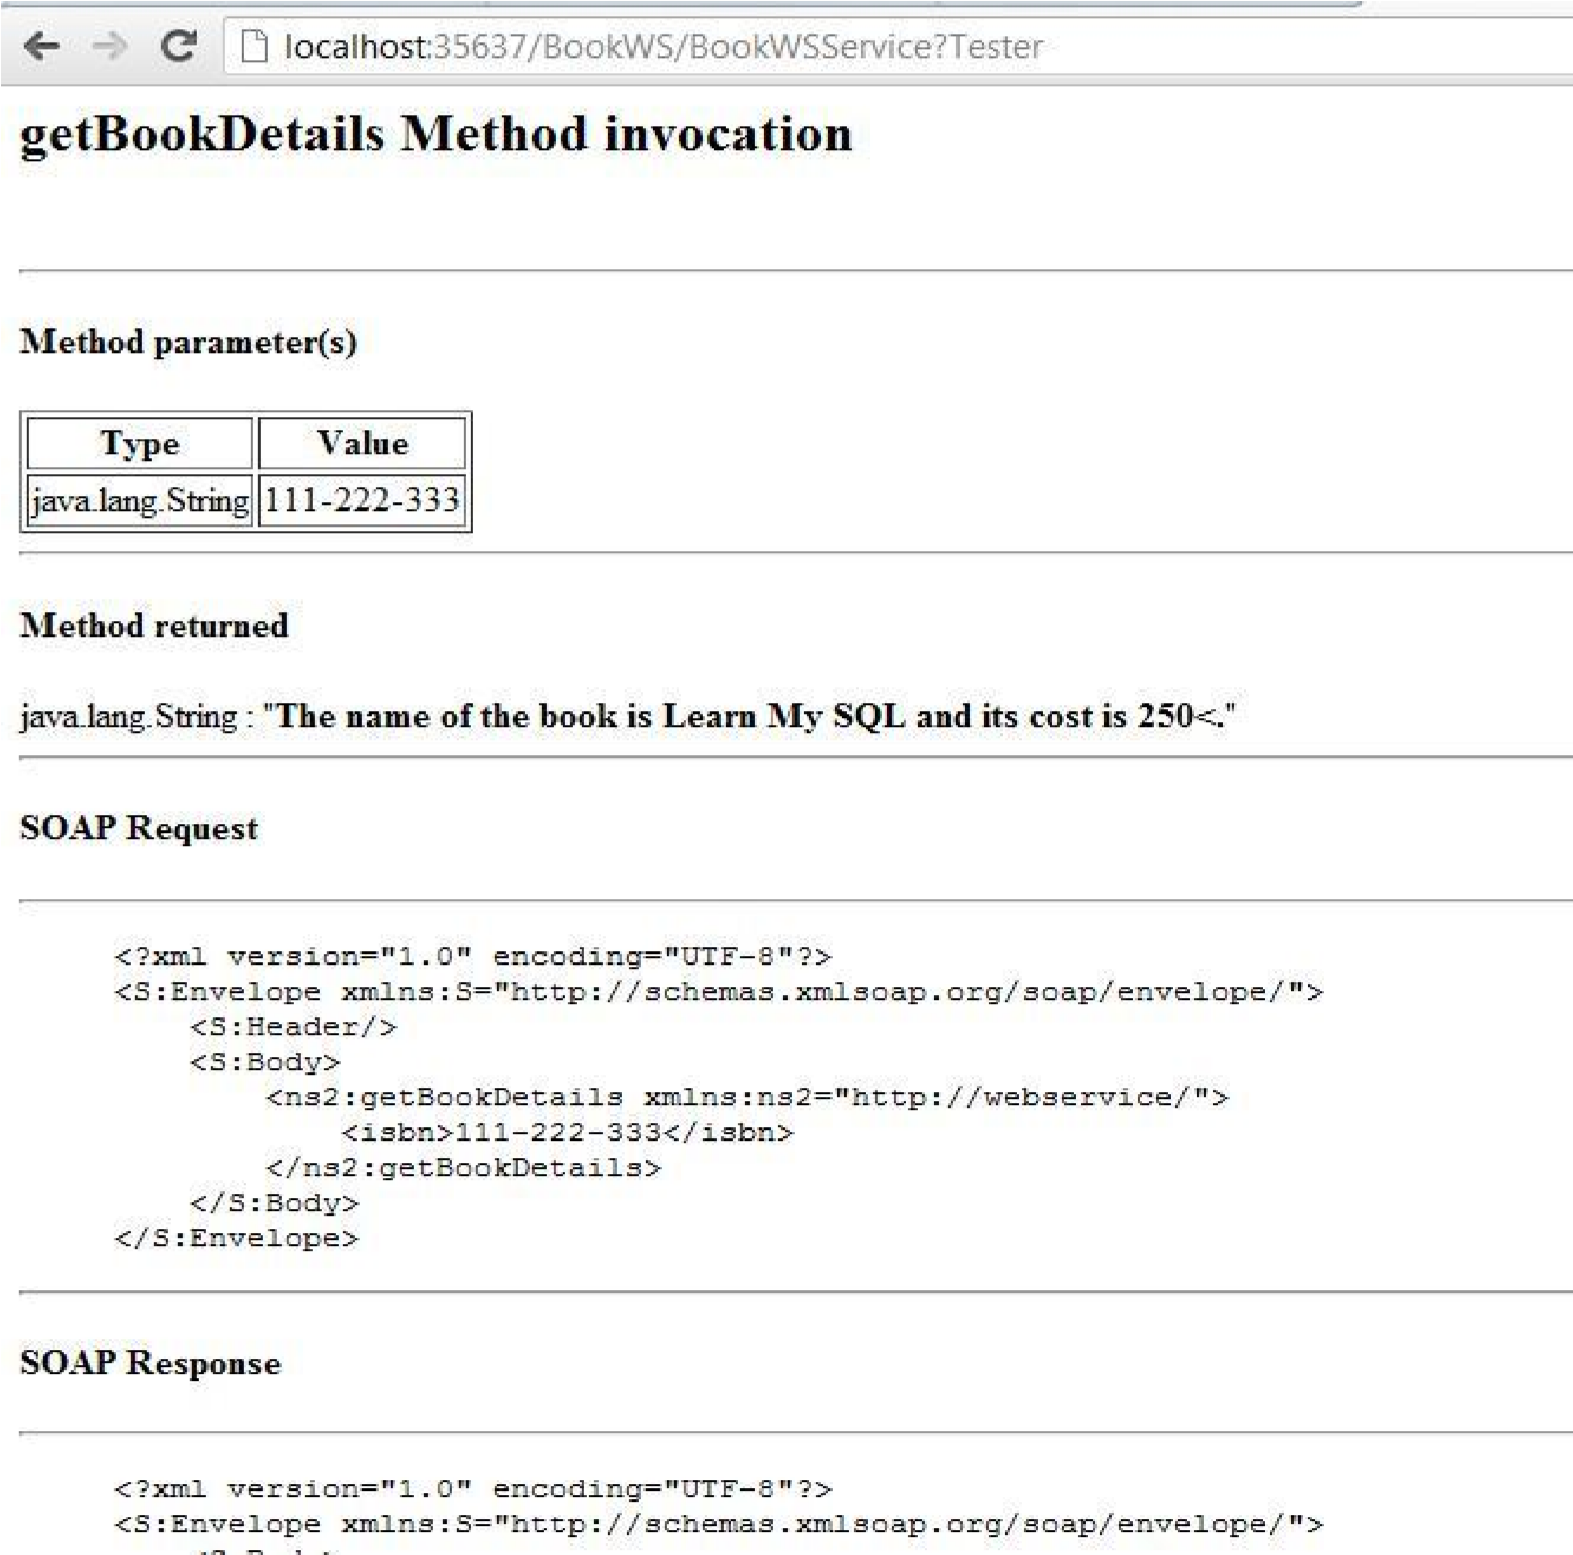 localhost:35637/BookWS/BookWSService?Tester
getBookDetails Method invocation
Method parameter(s)
Type Value
java.lang.String 111-222-333
Method returned
java.lang.String : "The name of the book is Learn My SQL and its cost is 250<."
SOAP Request
<?xml version="1.0" encoding="UTF-8"?>
<S:Envelope xmlns:S="http://schemas.xmlsoap.org/soap/envelope/">
<S:Header/>
<S:Body>
<ns2:getBookDetails xmlns:ns2="http://webservice/">
<isbn>111-222-333</isbn>
</ns2:getBookDetails>
</S:Body>
</S:Envelope>
SOAP Response
<?xml version="1.0" encoding="UTF-8"?>
<S:Envelope xmlns:S="http://schemas.xmlsoap.org/soap/envelope/">